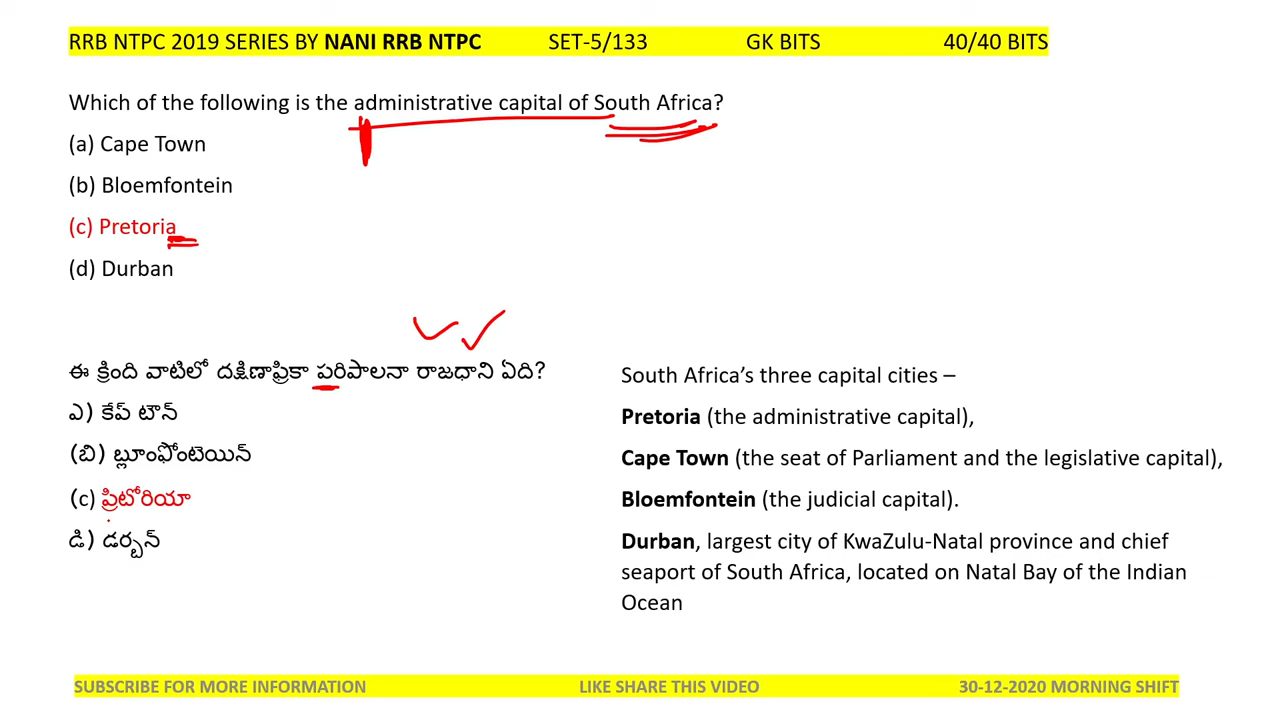 RRB NTPC 2019 SERIES BY NANI RRB NTPC SET-5/133 GK BITS 40/40 BITS
Which of the following is the administrative capital of South Africa?
(a) Cape Town
(b) Bloemfontein
(c) Pretoria
(d) Durban
ఈ క్రింది వాటిలో దక్షిణాఫ్రికా పరిపాలనా రాజధాని ఏది?
ఎ) కేప్ టౌన్
(బి) బ్లూంఫోంటెయిన్
(c) ప్రిటోరియా
డి) డర్బన్
South Africa’s three capital cities –
Pretoria (the administrative capital),
Cape Town (the seat of Parliament and the legislative capital),
Bloemfontein (the judicial capital).
Durban, largest city of KwaZulu-Natal province and chief
seaport of South Africa, located on Natal Bay of the Indian
Ocean
SUBSCRIBE FOR MORE INFORMATION LIKE SHARE THIS VIDEO 30-12-2020 MORNING SHIFT